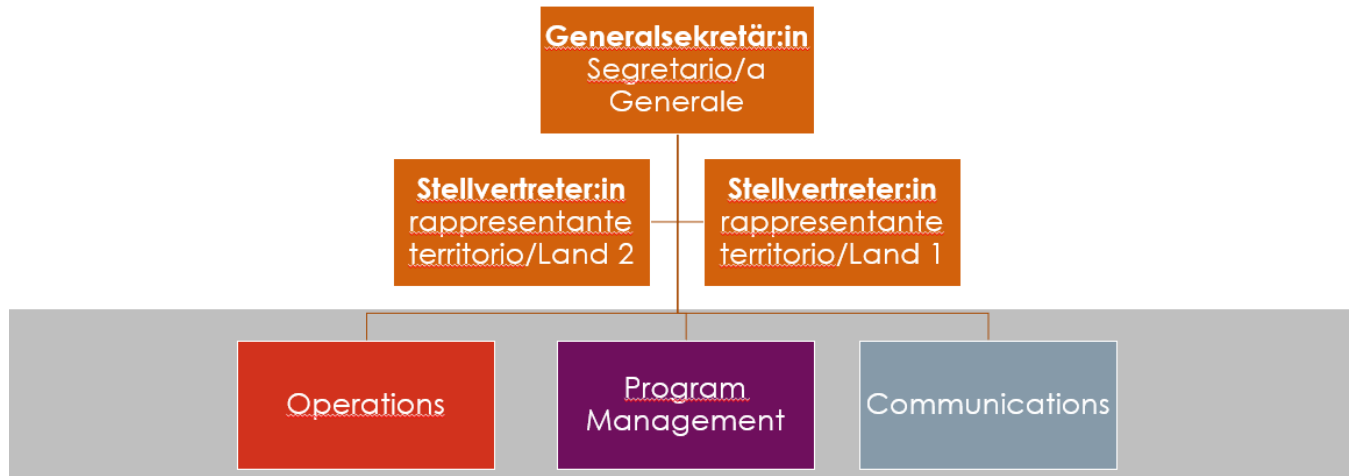 Generalsekretär:in
Segretario/a
Generale
Stellvertreter:in
rappresentante
territorio/Land 2
Stellvertreter:in
rappresentante
territorio/Land 1
Operations
Program
Management
Communications